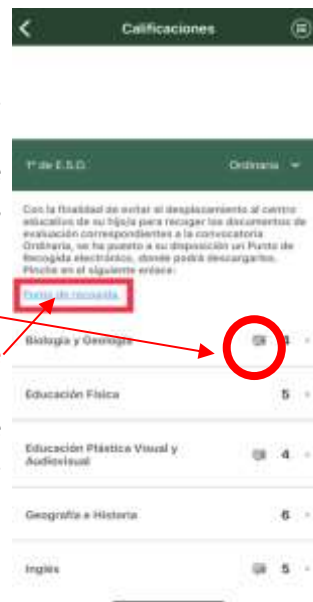 Calificaciones
1º de E.S.O.
Ordinaria
Con la finalidad de evitar el desplazamiento al centro
educativo de su hijo/a para recoger los documentos de
evaluación correspondientes a la convocatoria
Ordinaria, se ha puesto a su disposición un Punto de
Recogida electrónico, donde podrá descargarlos.
Pinche en el siguiente enlace:
Punto de recogida
Biología y Geología
Educación Física 5
Educación Plástica Visual y
Audiovisual 4
Geografía e Historia 6
Inglés 5